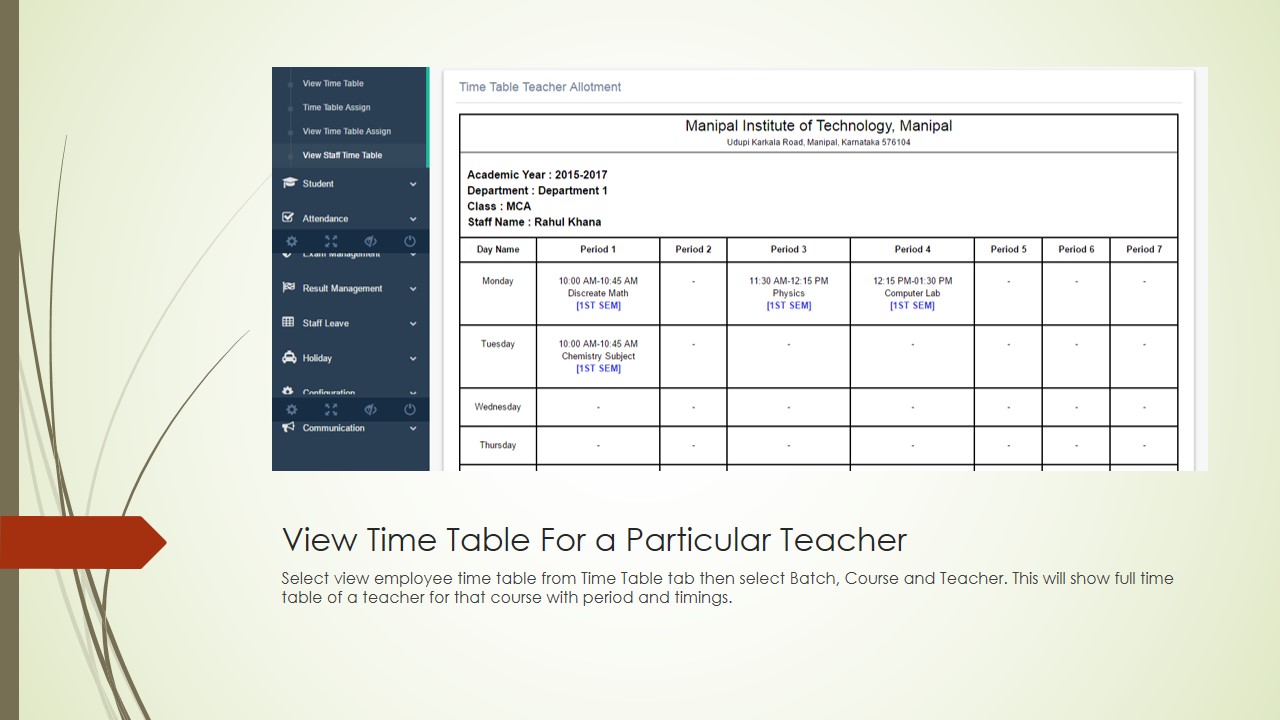 View Time Table
Time Table Assign
View Time Table Assign
View Staff Time Table
Student
Attendance
Exam Management
Result Management
Staff Leave
Holiday
Configuration
Communication
Time Table Teacher Allotment
Manipal Institute of Technology, Manipal
Udupi Karkala Road, Manipal, Karnataka 576104
Academic Year : 2015-2017
Department : Department 1
Class : MCA
Staff Name : Rahul Khana
Day Name Period 1 Period 2 Period 3 Period 4 Period 5 Period 6 Period 7
Monday 10:00 AM-10:45 AM - 11:30 AM-12:15 PM 12:15 PM-01:30 PM - - -
Discreate Math Physics Computer Lab
[1ST SEM] [1ST SEM] [1ST SEM]
Tuesday 10:00 AM-10:45 AM - - - - - -
Chemistry Subject
[1ST SEM]
Wednesday - - - - - - -
Thursday - - - - - - -
View Time Table For a Particular Teacher
Select view employee time table from Time Table tab then select Batch, Course and Teacher. This will show full time
table of a teacher for that course with period and timings.